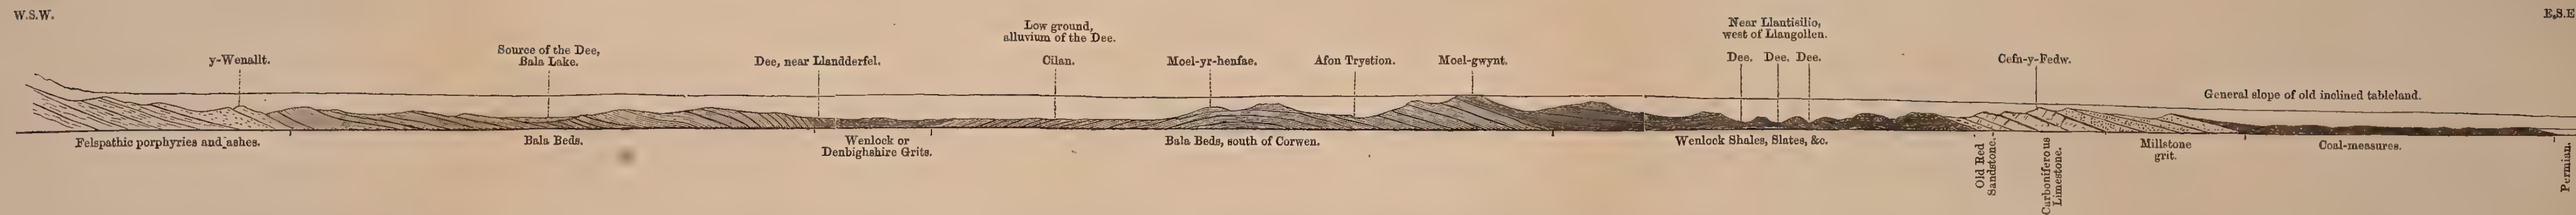 W.S.W.
E.S.E
Low ground,
alluvium of the Dee.
Near Llantisilio,
west of Llangollen.
y-Wenallt.
Source of the Dee,
Bala Lake.
Dee, near Llandderfel.
Cilan.
Moel-yr-henfae.
Afon Trystion.
Moel-gwynt.
Dee. Dee. Dee.
Cefn-y-Fedw.
General slope of old inclined tableland.
Felspathic porphyries and ashes.
Bala Beds.
Wenlock or
Denbighshire Grits.
Bala Beds, south of Corwen.
Wenlock Shales, Slates, &c.
Old Red
Sandstone.
Carboniferous
Limestone.
Millstone
grit.
Coal-measures.
Permian.